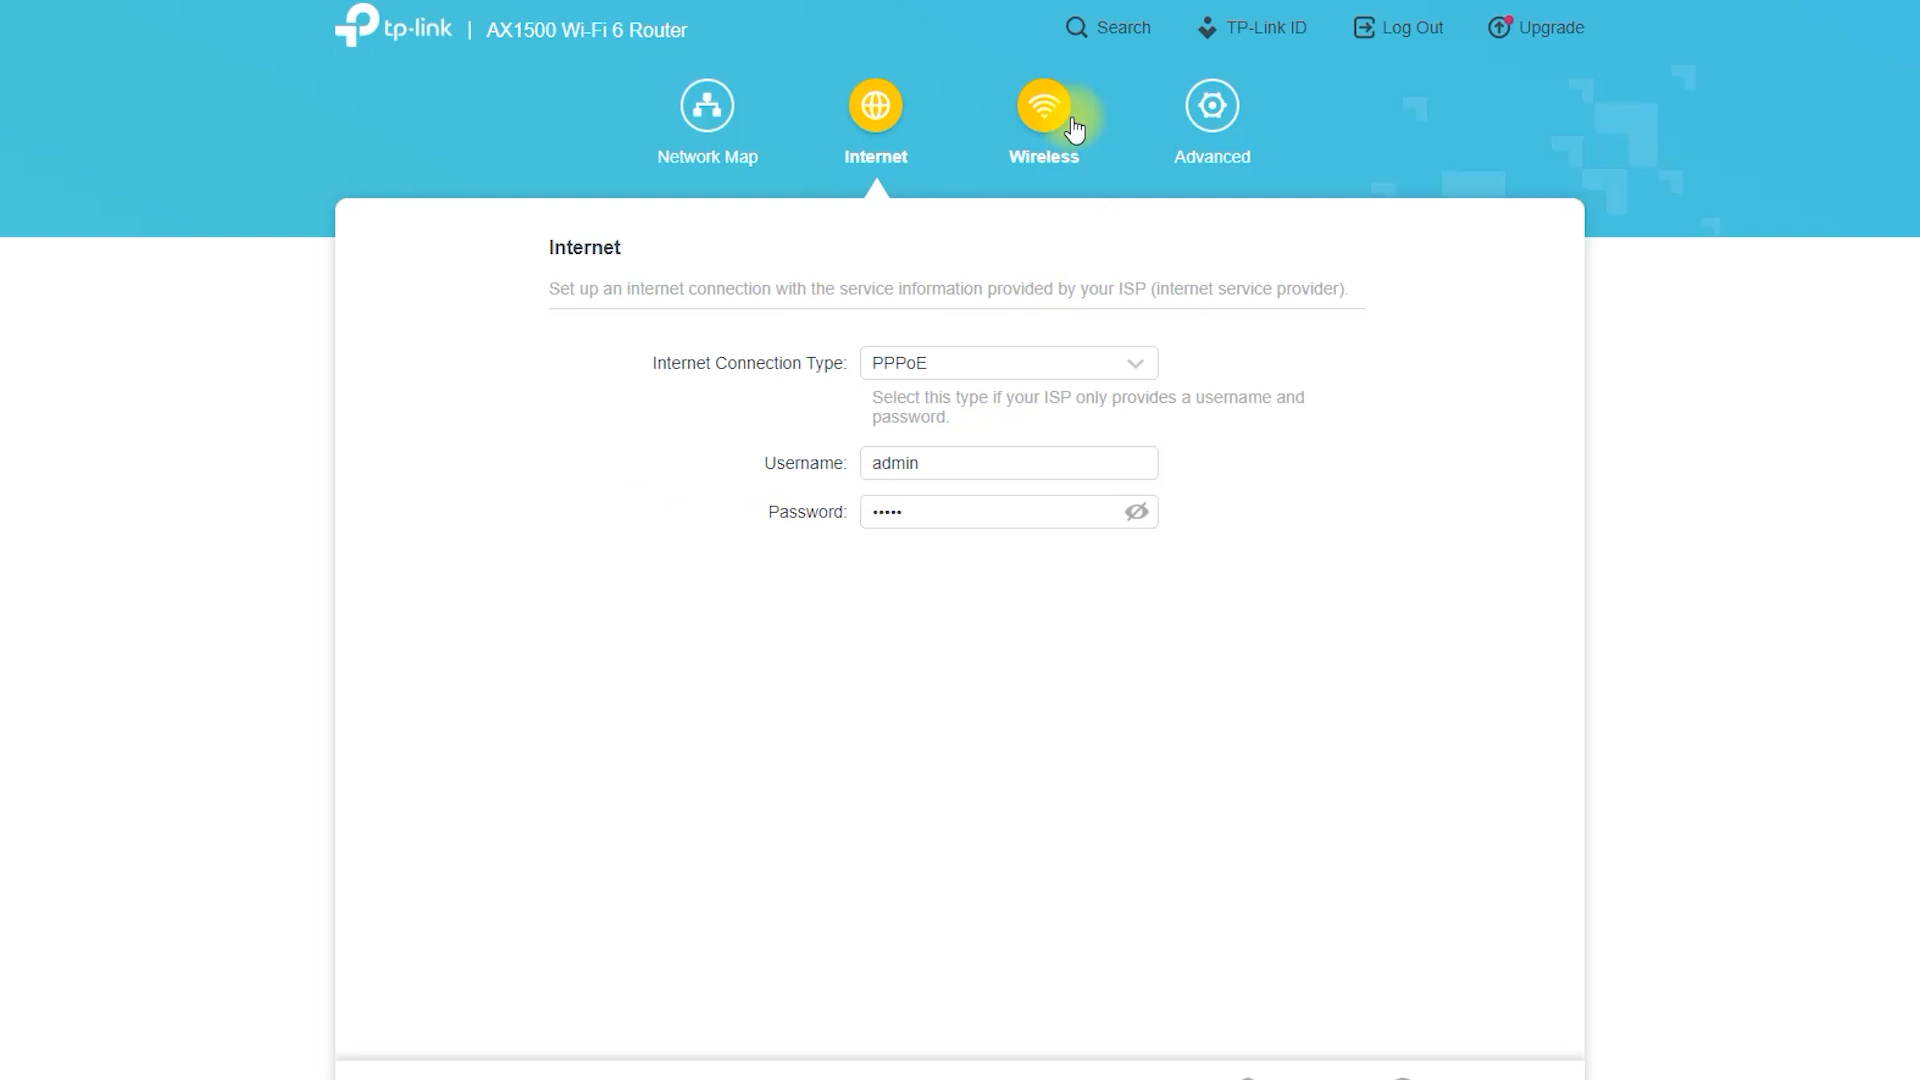 tp-link | AX1500 Wi-Fi 6 Router
Search
TP-Link ID
Log Out
Upgrade
Network Map
Internet
Wireless
Advanced
Internet
Set up an internet connection with the service information provided by your ISP (internet service provider).
Internet Connection Type: PPPoE
Select this type if your ISP only provides a username and
password.
Username: admin
Password: •••••